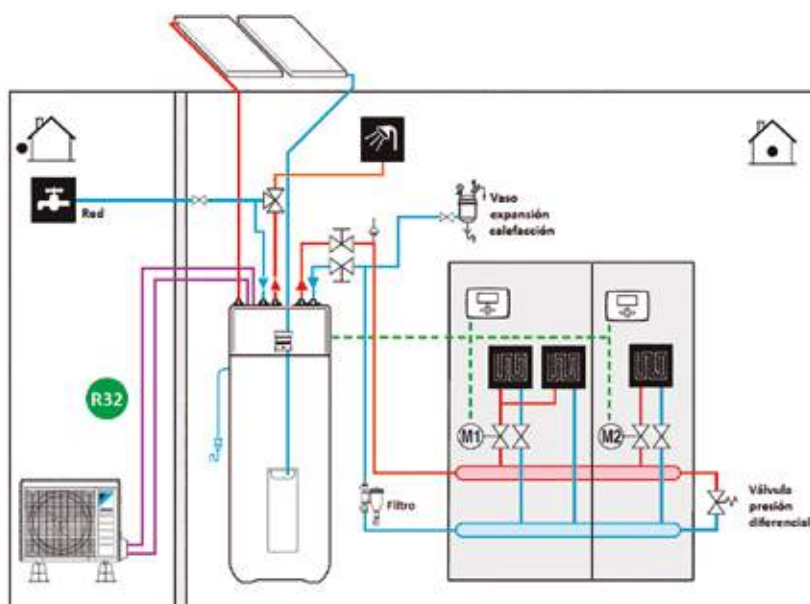 Red
Vaso
expansión
calefacción
R32
M1
M2
Filtro
Válvula
presión
diferencial